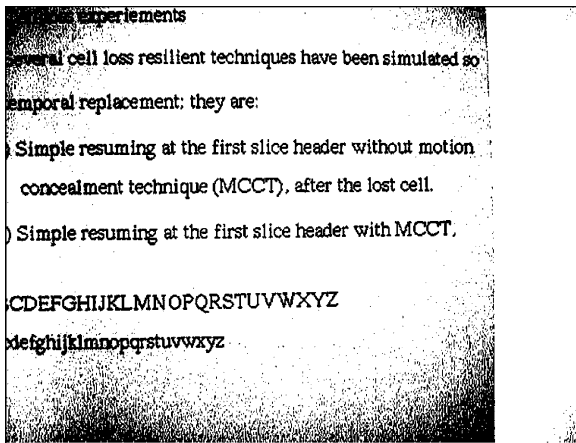 experiements
several cell loss resilient techniques have been simulated so
emporal replacement; they are:
) Simple resuming at the first slice header without motion
concealment technique (MCCT), after the lost cell.
) Simple resuming at the first slice header with MCCT.
CDEFGHIJKLMNOPQRSTUVWXYZ
defghijklmnopqrstuvwxyz